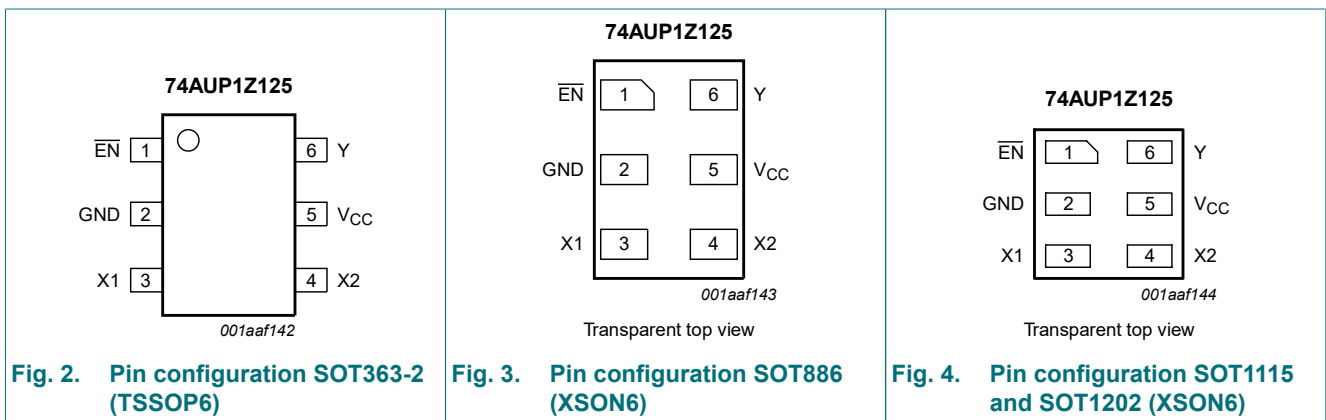 74AUP1Z125
EN 1 6 Y
GND 2 5 VCC
X1 3 4 X2
001aaf142
Fig. 2. Pin configuration SOT363-2
(TSSOP6)
74AUP1Z125
EN 1 6 Y
GND 2 5 VCC
X1 3 4 X2
001aaf143
Transparent top view
Fig. 3. Pin configuration SOT886
(XSON6)
74AUP1Z125
EN 1 6 Y
GND 2 5 VCC
X1 3 4 X2
001aaf144
Transparent top view
Fig. 4. Pin configuration SOT1115
and SOT1202 (XSON6)